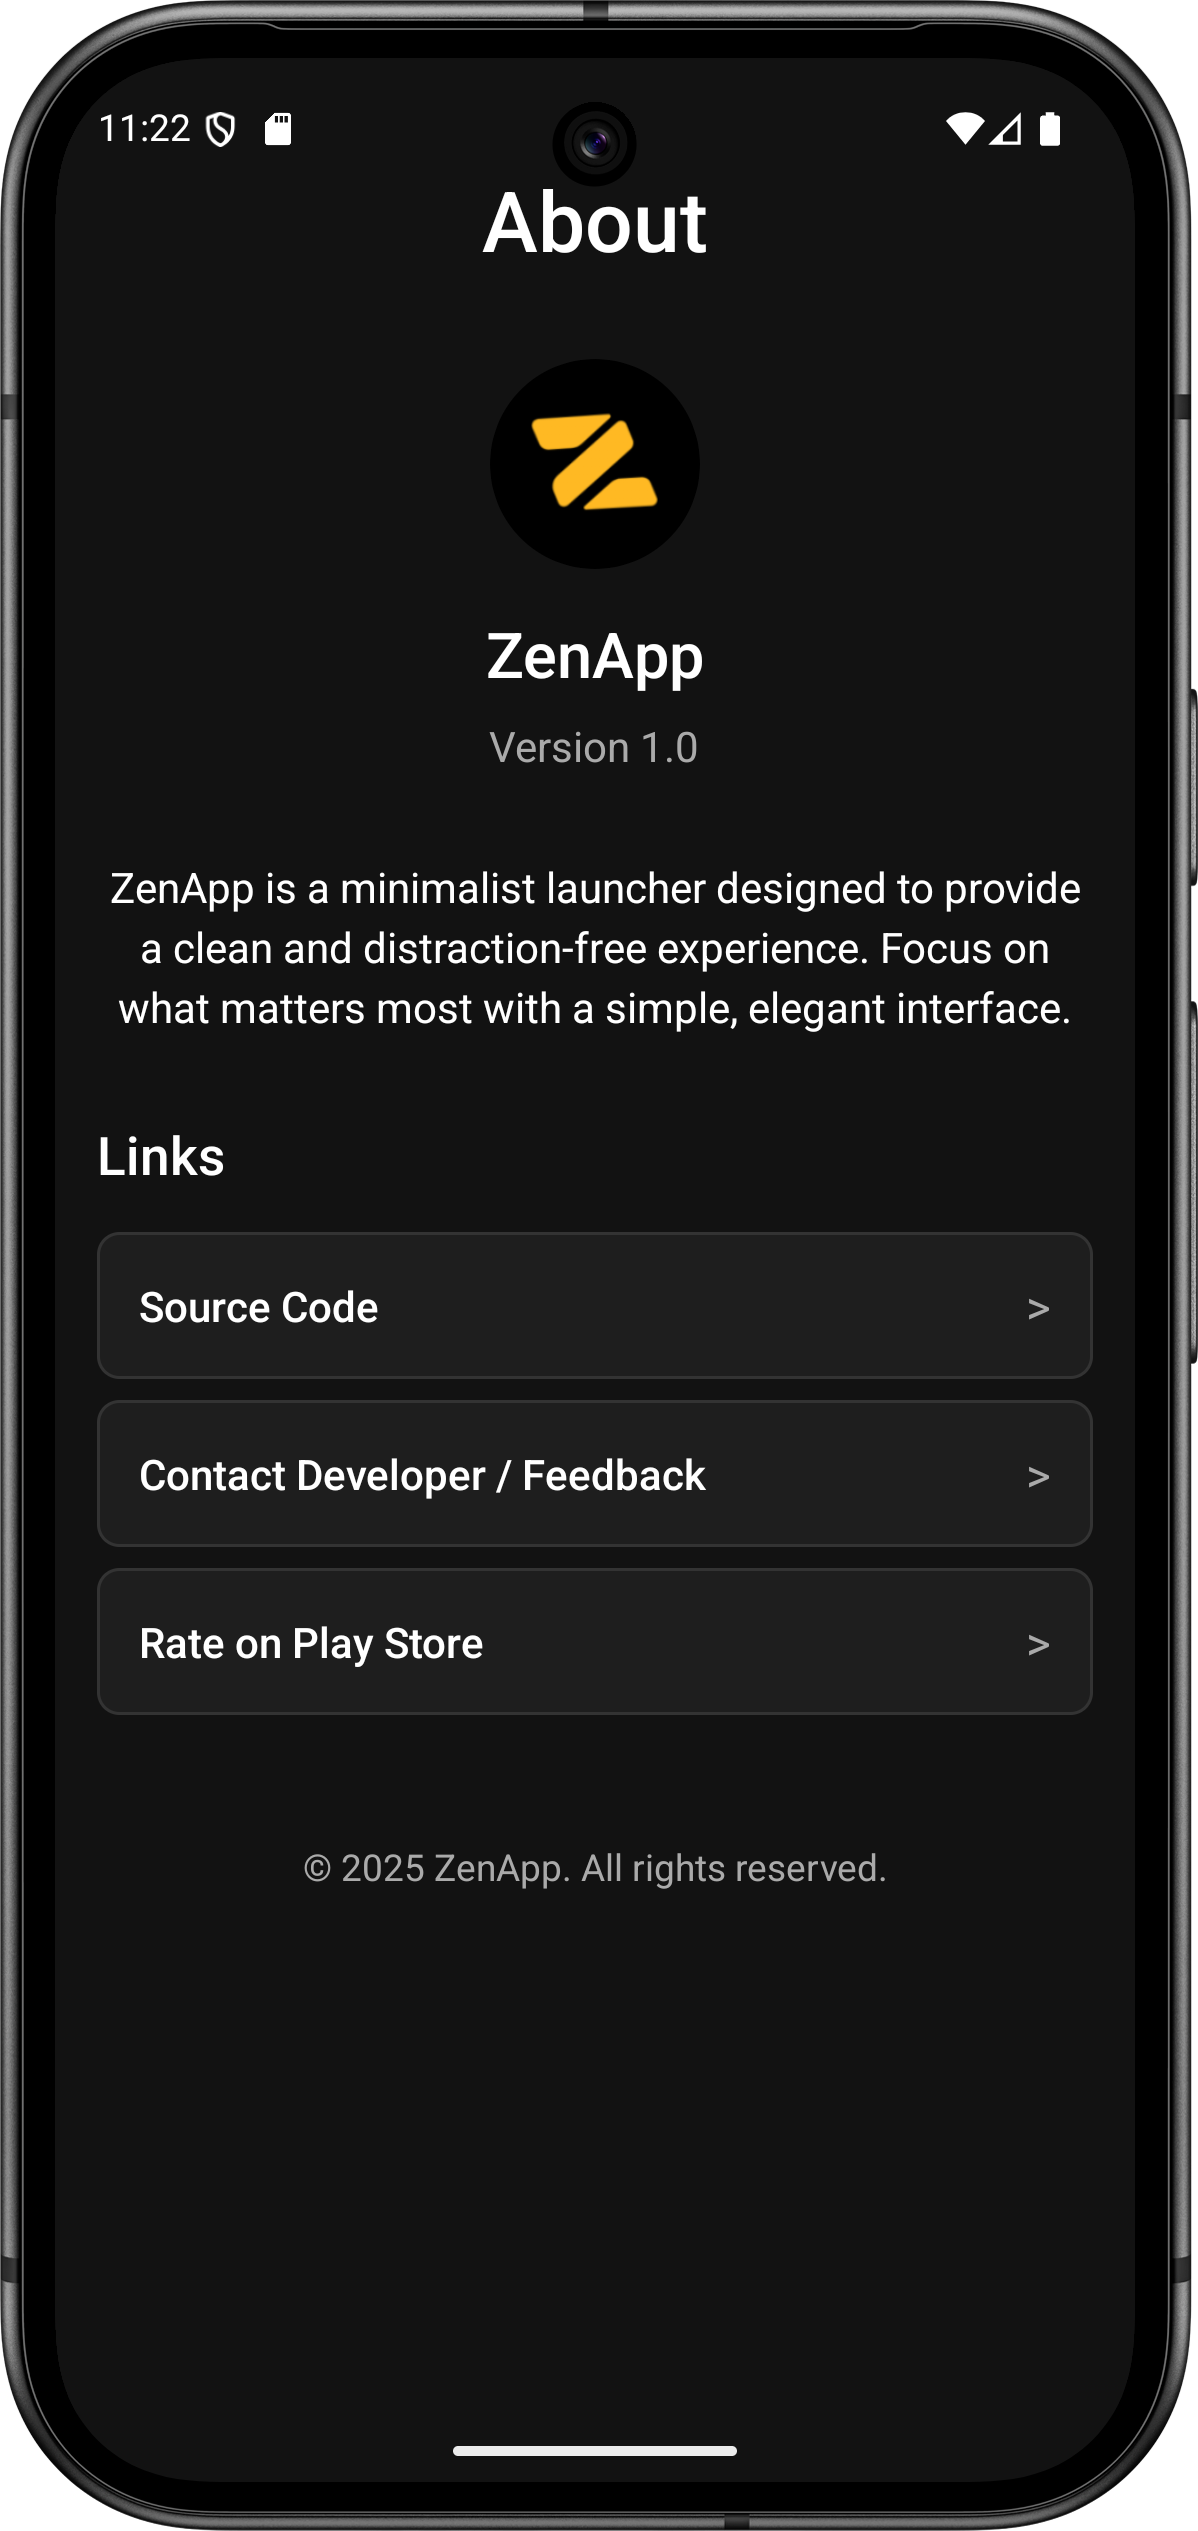 11:22
About
ZenApp
Version 1.0
ZenApp is a minimalist launcher designed to provide
a clean and distraction-free experience. Focus on
what matters most with a simple, elegant interface.
Links
Source Code >
Contact Developer / Feedback >
Rate on Play Store >
© 2025 ZenApp. All rights reserved.